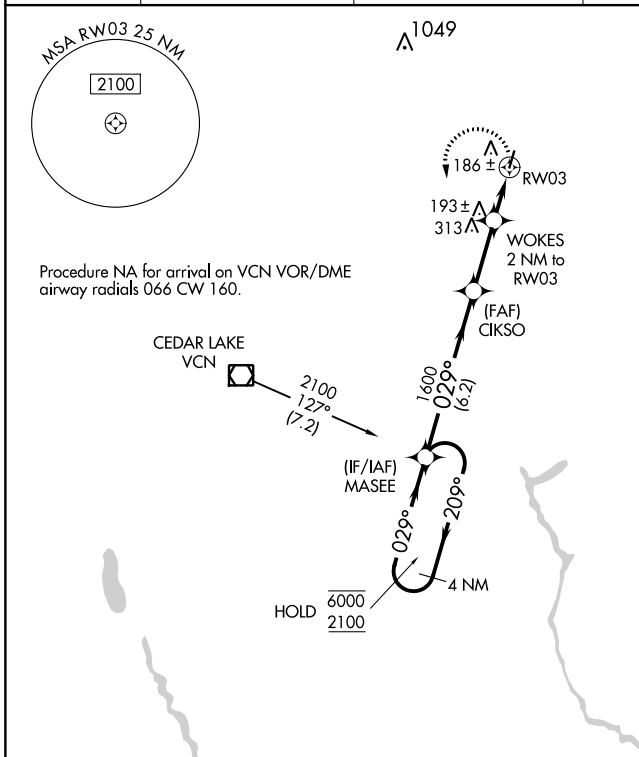 MSA RW03 25 NM
2100
1049
186 ±
RW03
193±
313
WOKES
2 NM to
RW03
Procedure NA for arrival on VCN VOR/DME
airway radials 066 CW 160.
(FAF)
CIKSO
CEDAR LAKE
VCN
2100
127°
(7.2)
1600
029°
(6.2)
(IF/IAF)
MASEE
029°
209°
4 NM
HOLD
6000
2100